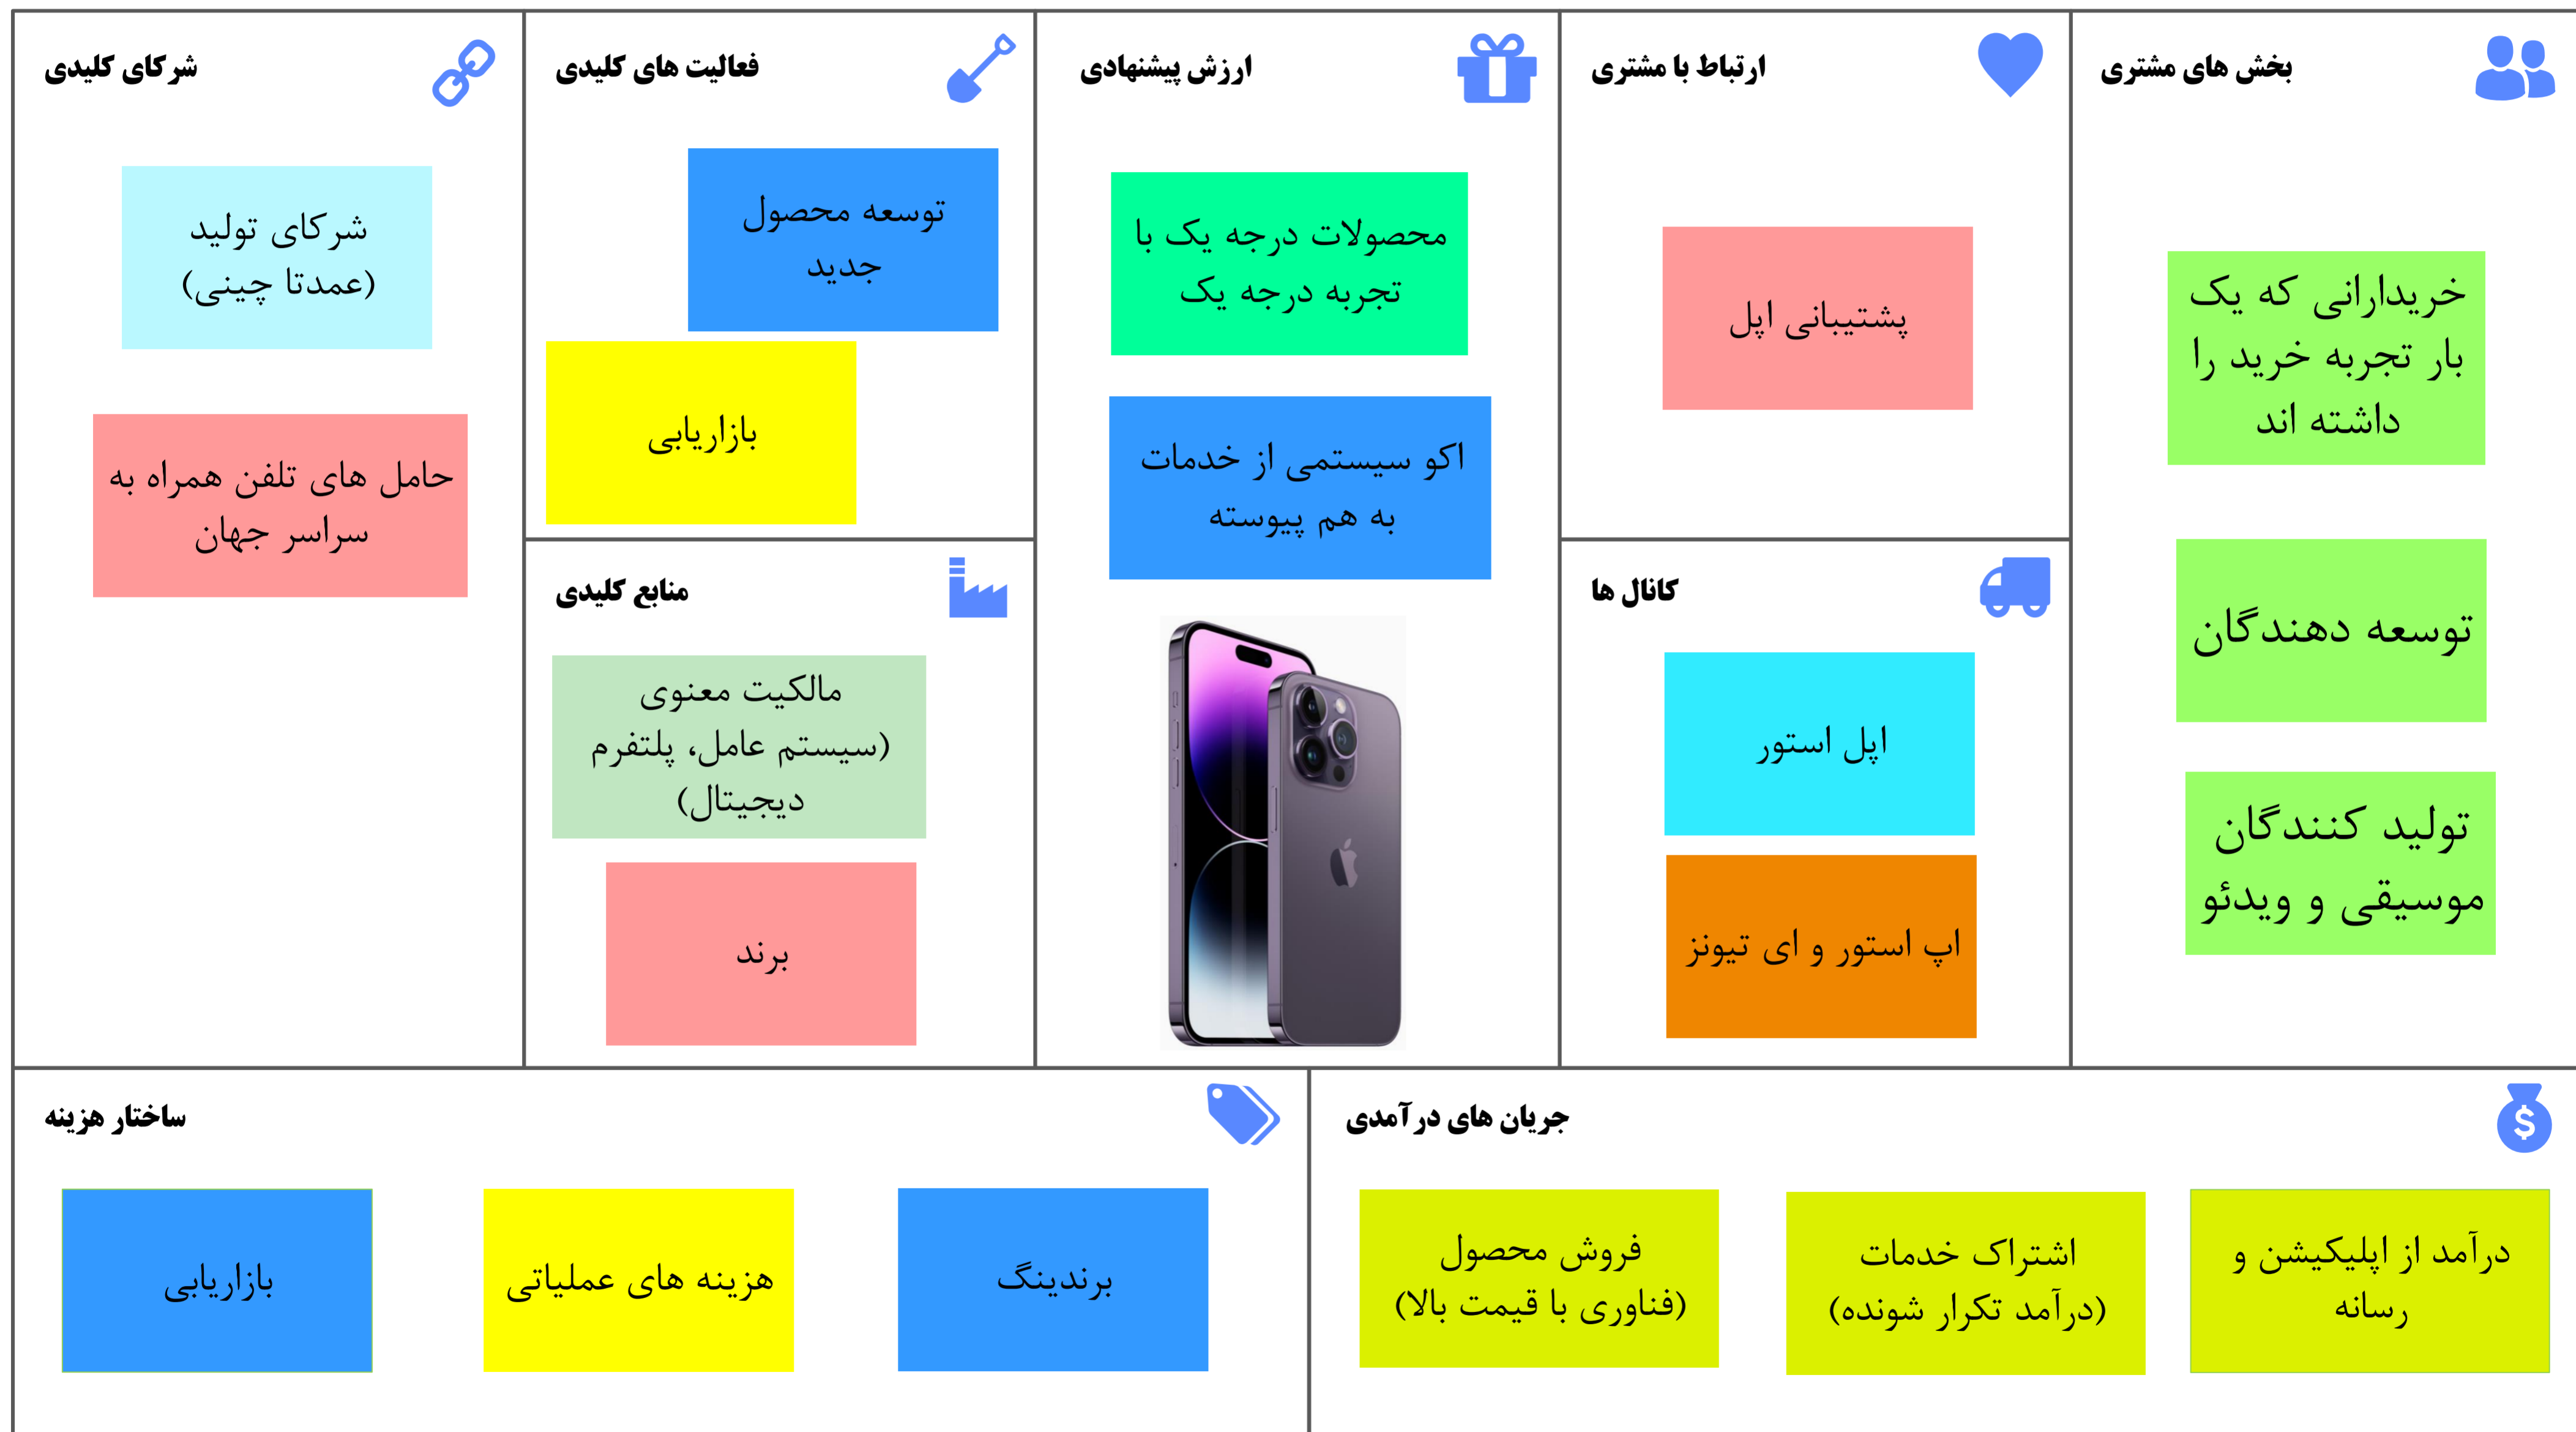 شرکای کلیدی
شرکای تولید
(عمدتا چینی)
حامل های تلفن همراه به
سراسر جهان
فعالیت های کلیدی
توسعه محصول
جدید
بازاریابی
منابع کلیدی
مالکیت معنوی
(سیستم عامل، پلتفرم
دیجیتال)
برند
ارزش پیشنهادی
محصولات درجه یک با
تجربه درجه یک
اکو سیستمی از خدمات
به هم پیوسته
ارتباط با مشتری
پشتیبانی اپل
کانال ها
اپل استور
اپ استور و ای تیونز
بخش های مشتری
خریدارانی که یک
بار تجربه خرید را
داشته اند
توسعه دهندگان
تولید کنندگان
موسیقی و ویدئو
ساختار هزینه
بازاریابی
هزینه های عملیاتی
برندینگ
جریان های درآمدی
فروش محصول
(فناوری با قیمت بالا)
اشتراک خدمات
(درآمد تکرار شونده)
درآمد از اپلیکیشن و
رسانه
$